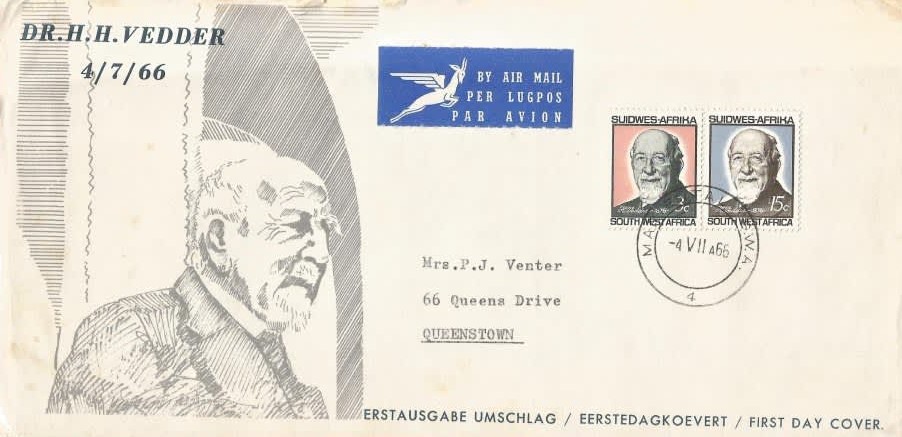 DR.H.H.VEDDER
4/7/66
BY AIR MAIL
PER LUGPOS
PAR AVION
SUIDWES-AFRIKA
3c
SOUTH WEST AFRICA
SUIDWES-AFRIKA
15c
SOUTH WEST AFRICA
S.W.A.
-4 VII 66
4
Mrs.P.J. Venter
66 Queens Drive
QUEENSTOWN
ERSTAUSGABE UMSCHLAG / EERSTEDAGKOEVERT / FIRST DAY COVER.